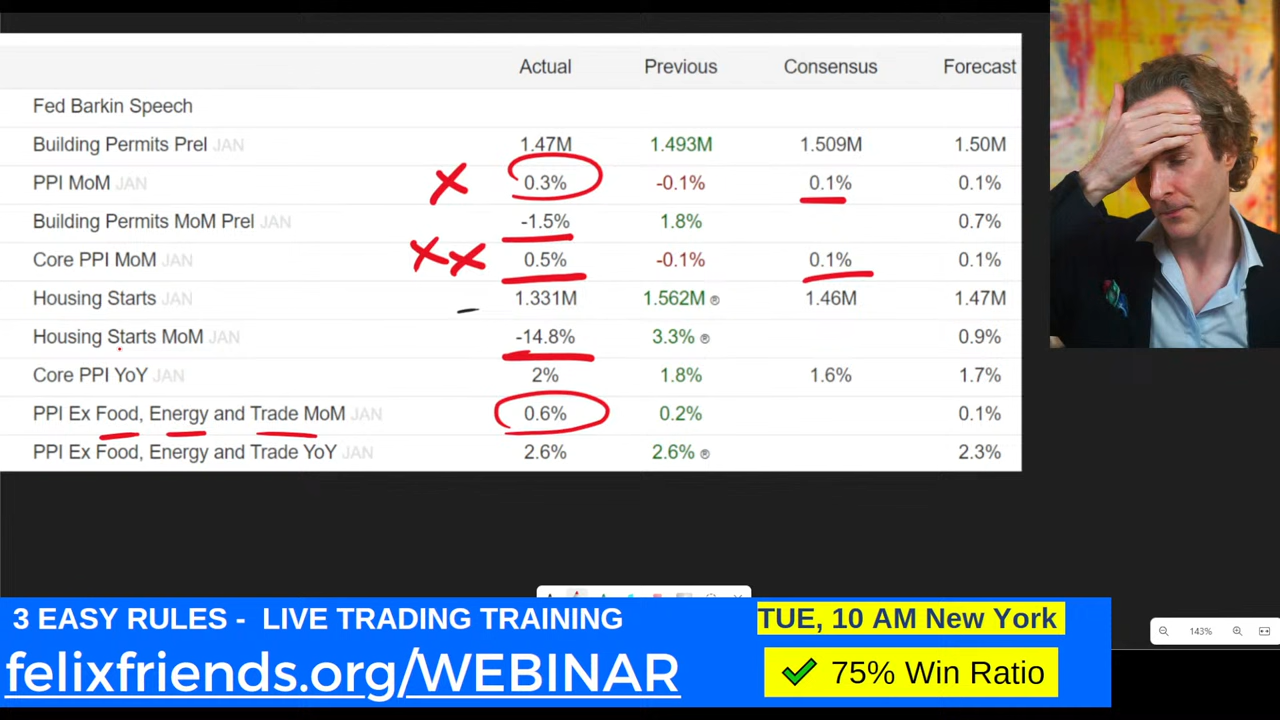 Actual Previous Consensus Forecast
Fed Barkin Speech
Building Permits Prel JAN 1.47M 1.493M 1.509M 1.50M
PPI MoM JAN 0.3% -0.1% 0.1% 0.1%
Building Permits MoM Prel JAN -1.5% 1.8% 0.7%
Core PPI MoM JAN 0.5% -0.1% 0.1% 0.1%
Housing Starts JAN 1.331M 1.562M ® 1.46M 1.47M
Housing Starts MoM JAN -14.8% 3.3% ® 0.9%
Core PPI YoY JAN 2% 1.8% 1.6% 1.7%
PPI Ex Food, Energy and Trade MoM JAN 0.6% 0.2% 0.1%
PPI Ex Food, Energy and Trade YoY JAN 2.6% 2.6% ® 2.3%
3 EASY RULES - LIVE TRADING TRAINING TUE, 10 AM New York
felixfriends.org/WEBINAR 75% Win Ratio
143%